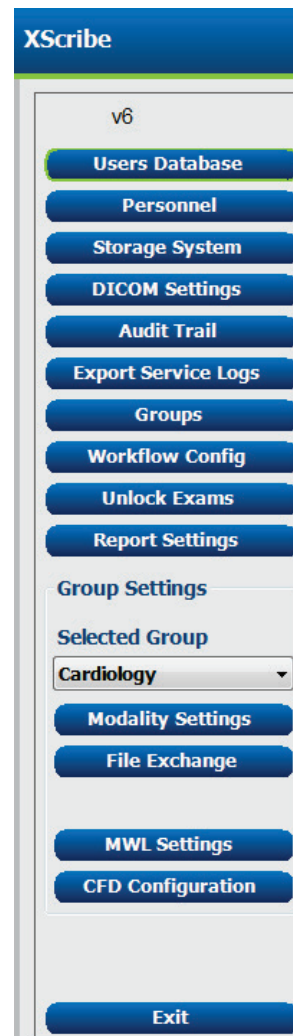 XScribe
v6
Users Database
Personnel
Storage System
DICOM Settings
Audit Trail
Export Service Logs
Groups
Workflow Config
Unlock Exams
Report Settings
Group Settings
Selected Group
Cardiology
Modality Settings
File Exchange
MWL Settings
CFD Configuration
Exit